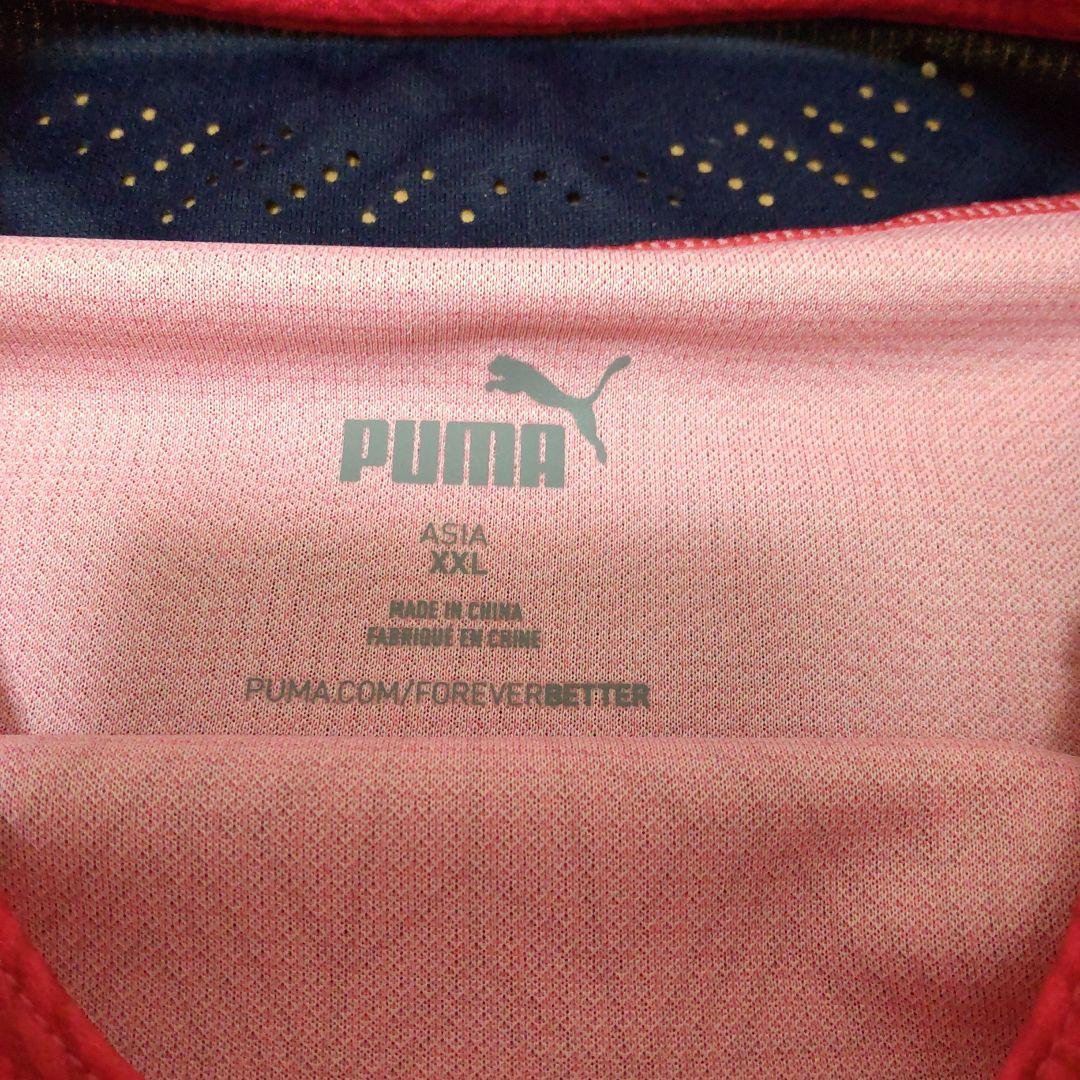 PUMA
ASIA
XXL
MADE IN CHINA
FABRIQUÉ EN CHINE
PUMA.COM/FOREVERBETTER